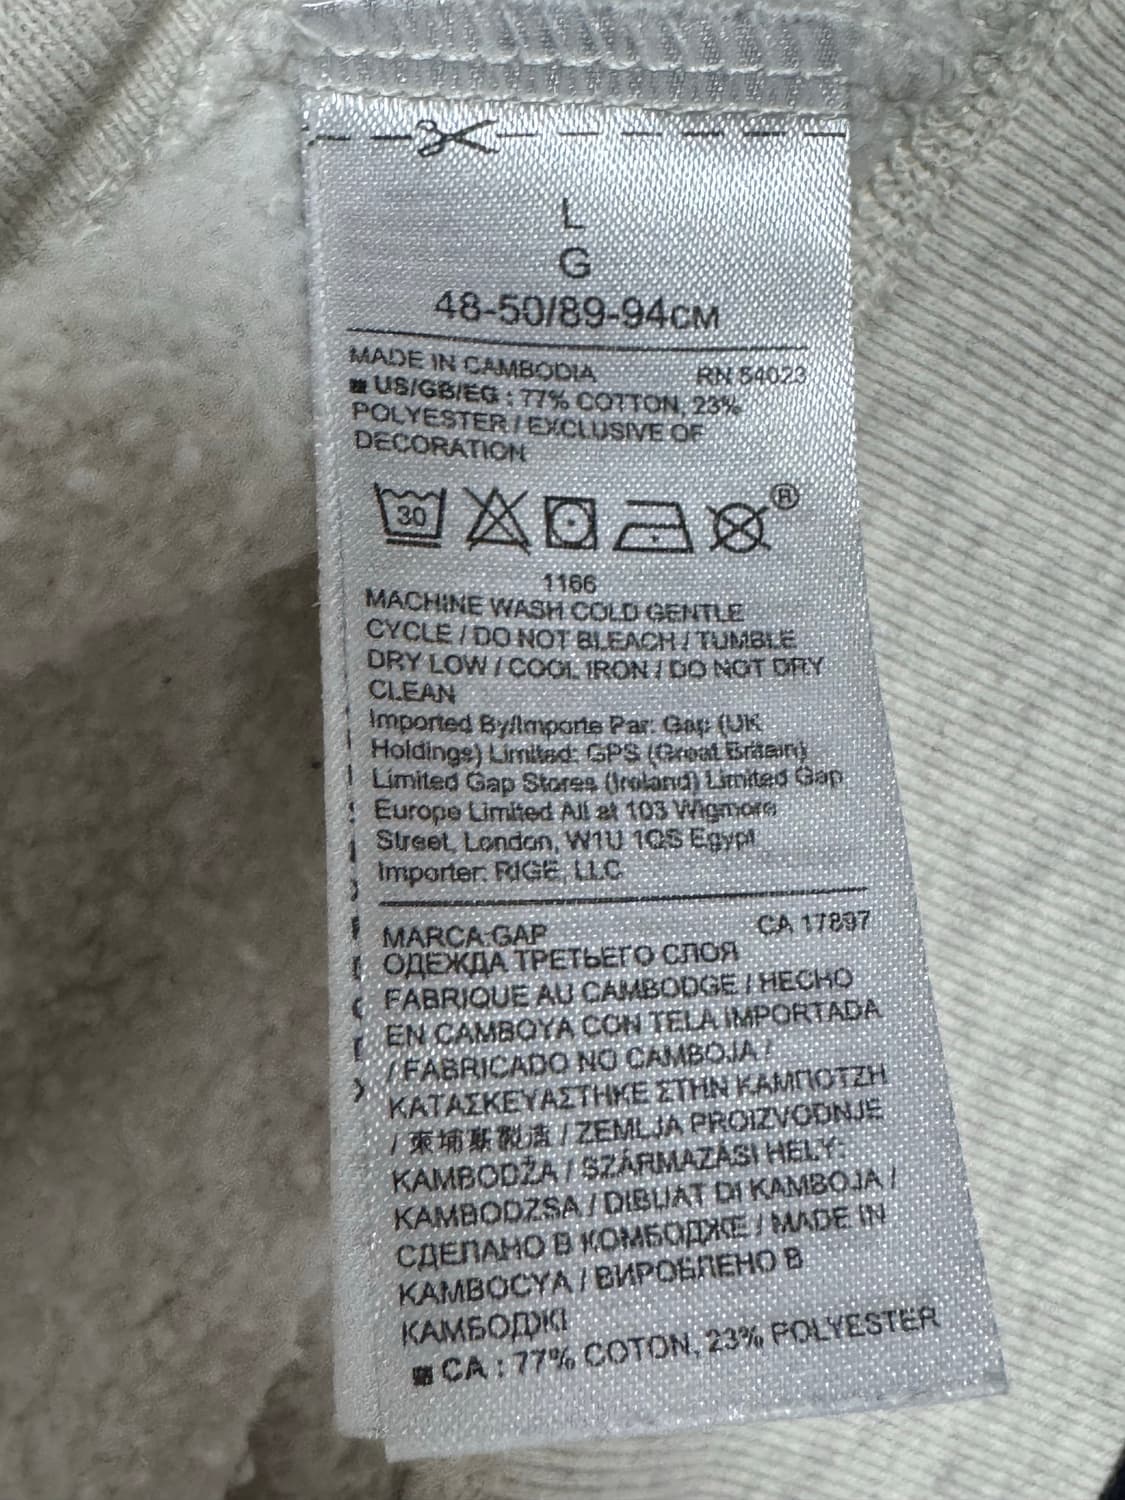 L
G
48-50/89-94CM
MADE IN CAMBODIA RN 54023
■ US/GB/EG : 77% COTTON, 23%
POLYESTER / EXCLUSIVE OF
DECORATION
30
®
1166
MACHINE WASH COLD GENTLE
CYCLE / DO NOT BLEACH / TUMBLE
DRY LOW / COOL IRON / DO NOT DRY
CLEAN
Imported By/Importe Par: Gap (UK
Holdings) Limited: GPS (Great Britain)
Limited Gap Stores (Ireland) Limited Gap
Europe Limited All at 103 Wigmore
Street, London, W1U 1QS Egypt
Importer: RIGE, LLC
MARCA:GAP CA 17897
ОДЕЖДА ТРЕТЬЕГО СЛОЯ
FABRIQUE AU CAMBODGE / HECHO
EN CAMBOYA CON TELA IMPORTADA
/ FABRICADO NO CAMBOJA /
ΚΑΤΑΣΚΕΥΑΣΤΗΚΕ ΣΤΗΝ ΚΑΜΠΟΤΖΗ
/ 柬埔寨製造 / ZEMLJA PROIZVODNJE
KAMBODŽA / SZÁRMAZÁSI HELY:
KAMBODZSA / DIBUAT DI KAMBOJA /
СДЕЛАНО В КОМБОДЖЕ / MADE IN
KAMBOCYA / ВИРОБЛЕНО В
КАМБОДЖІ
■ CA : 77% COTON, 23% POLYESTER